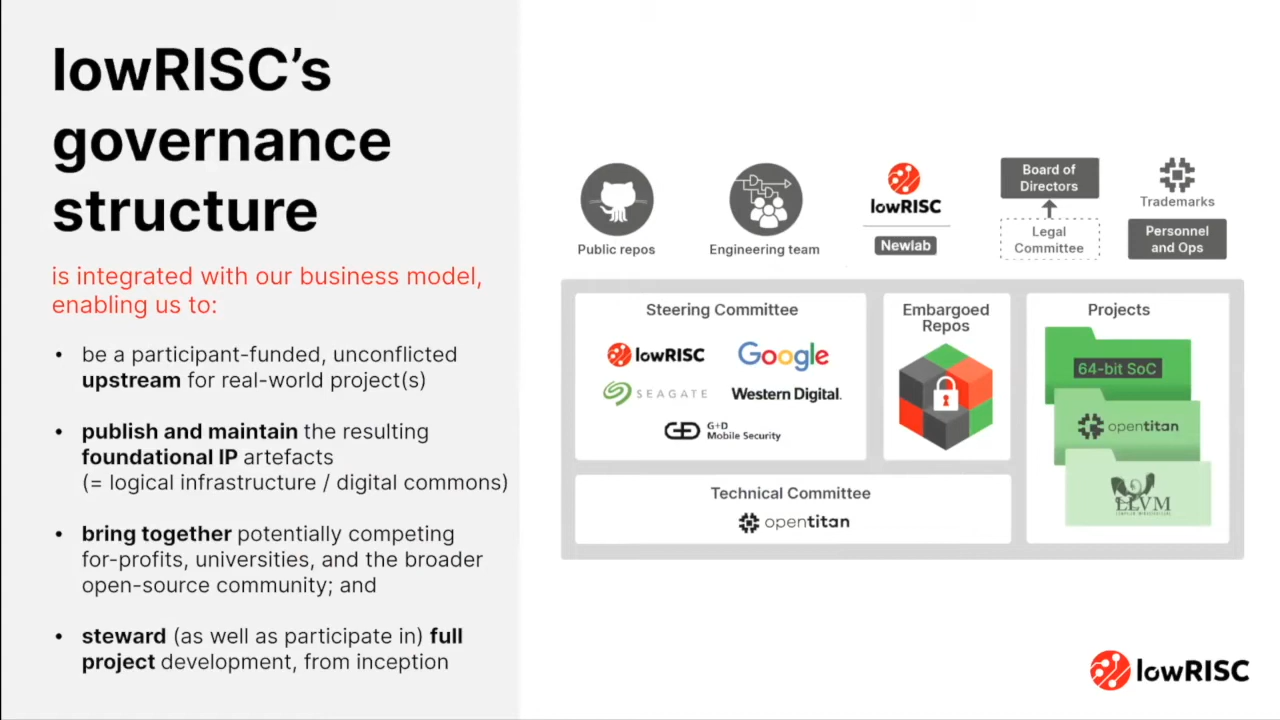 lowRISC’s
governance
structure
is integrated with our business model,
enabling us to:
• be a participant-funded, unconflicted
upstream for real-world project(s)
• publish and maintain the resulting
foundational IP artefacts
(= logical infrastructure / digital commons)
• bring together potentially competing
for-profits, universities, and the broader
open-source community; and
• steward (as well as participate in) full
project development, from inception
Public repos
Engineering team
lowRISC
Newlab
Board of
Directors
Legal
Committee
Trademarks
Personnel
and Ops
Steering Committee
lowRISC
Google
SEAGATE
Western Digital.
G+D
Mobile Security
Embargoed
Repos
Projects
64-bit SoC
opentitan
LLVM
Technical Committee
opentitan
lowRISC